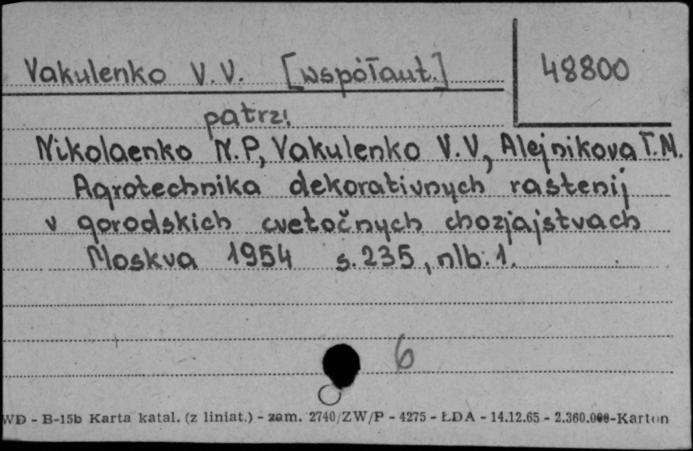 Vakulenko V.V. [współaut.] 48800
patrz:
Nikolaenko N.P, Vakulenko V.V, Alejnikova T.M.
Agrotechnika dekorativnych rastenij
v gorodskich cvetočnych chozjajstvach
Moskva 1954 s. 235, nlb. 1.
6
WD - B-15b Karta katal. (z liniat.) - zam. 2740/ZW/P - 4275 - ŁDA - 14.12.65 - 2.360.000-Karton